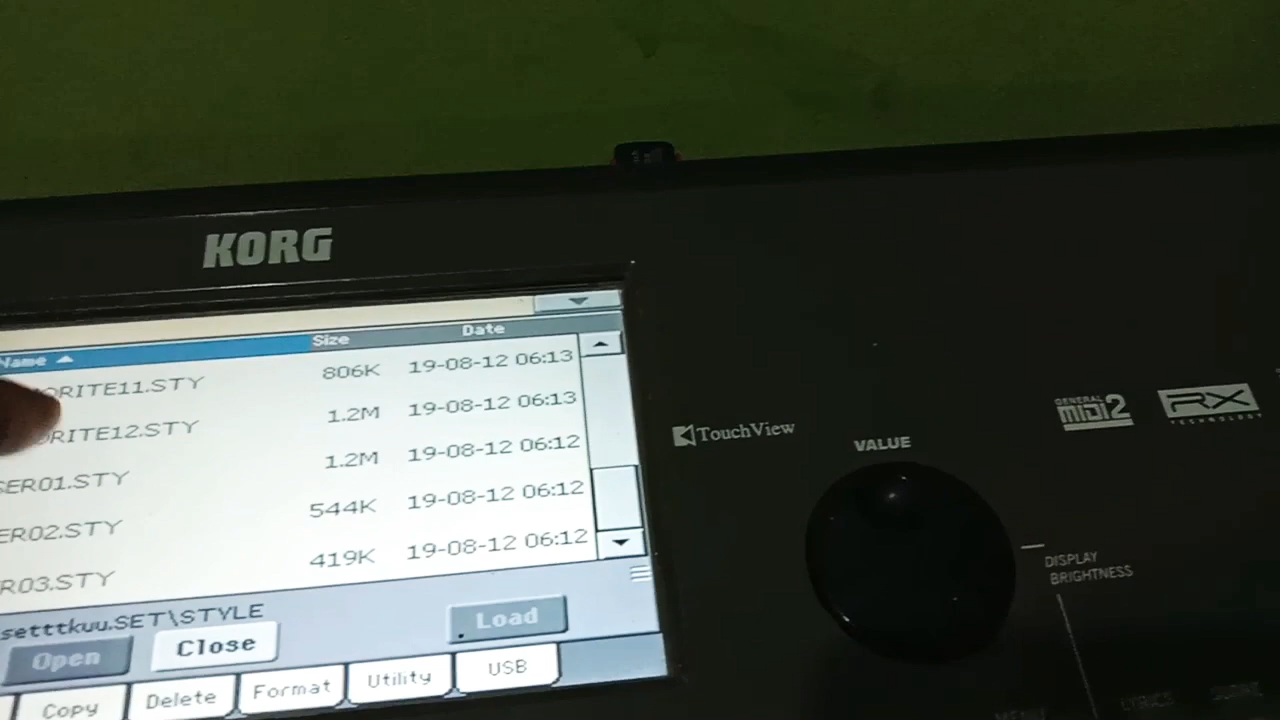 KORG
Name Size Date
ORITE11.STY 806K 19-08-12 06:13
ORITE12.STY 1.2M 19-08-12 06:13
SER01.STY 1.2M 19-08-12 06:12
ER02.STY 544K 19-08-12 06:12
R03.STY 419K 19-08-12 06:12
setttkuu.SET\STYLE
Open Close Load
Copy Delete Format Utility USB
TouchView
VALUE
GENERAL
MIDI2
RX
TECHNOLOGY
DISPLAY
BRIGHTNESS
LYRICS